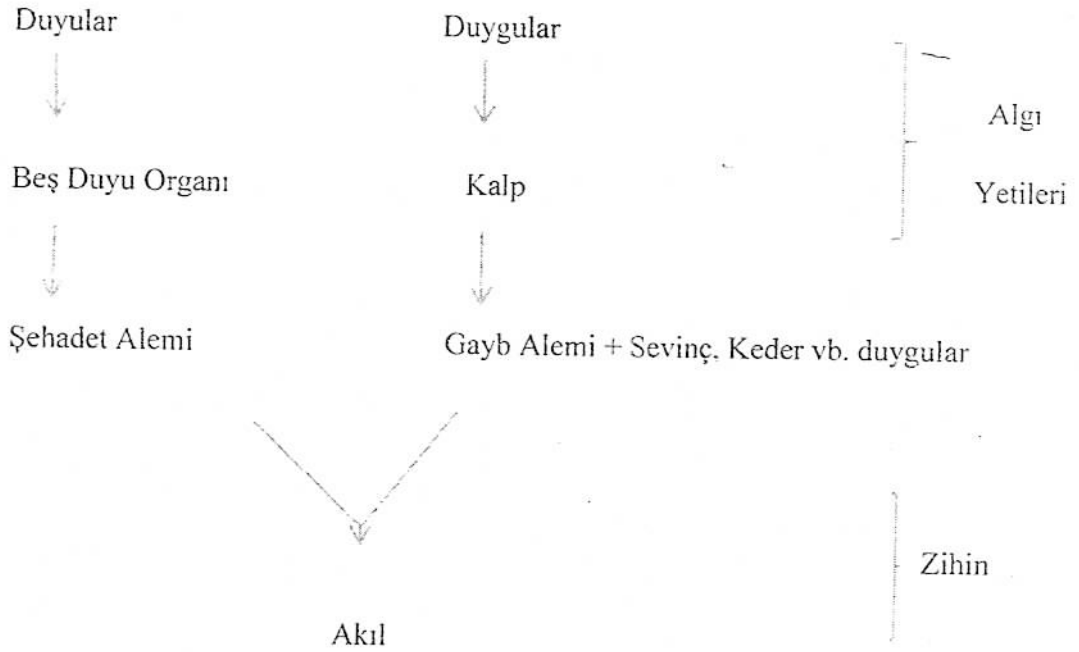 Duyular
Duygular
Algı
Yetileri
Beş Duyu Organı
Kalp
Şehadet Alemi
Gayb Alemi + Sevinç, Keder vb. duygular
Zihin
Akıl